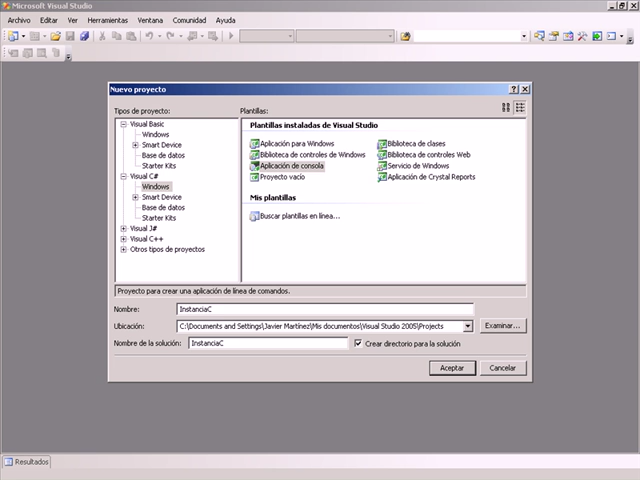 Microsoft Visual Studio
Archivo Editar Ver Herramientas Ventana Comunidad Ayuda
Nuevo proyecto
Tipos de proyecto:
Plantillas:
Visual Basic
Windows
Smart Device
Base de datos
Starter Kits
Visual C#
Windows
Smart Device
Base de datos
Starter Kits
Visual J#
Visual C++
Otros tipos de proyectos
Plantillas instaladas de Visual Studio
Aplicación para Windows
Biblioteca de clases
Biblioteca de controles de Windows
Biblioteca de controles Web
Aplicación de consola
Servicio de Windows
Proyecto vacío
Aplicación de Crystal Reports
Mis plantillas
Buscar plantillas en línea...
Proyecto para crear una aplicación de línea de comandos.
Nombre: InstanciaC
Ubicación: C:\Documents and Settings\Javier Martínez\Mis documentos\Visual Studio 2005\Projects Examinar...
Nombre de la solución: InstanciaC Crear directorio para la solución
Aceptar Cancelar
Resultados